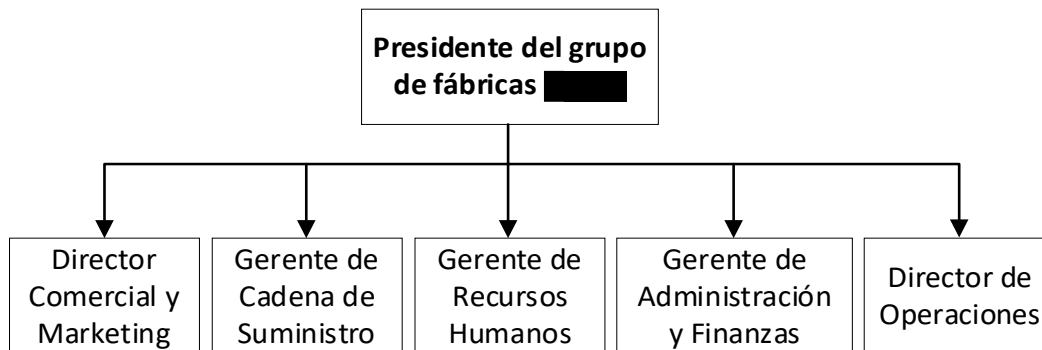 Presidente del grupo
de fábricas
Director
Comercial y
Marketing
Gerente de
Cadena de
Suministro
Gerente de
Recursos
Humanos
Gerente de
Administración
y Finanzas
Director de
Operaciones